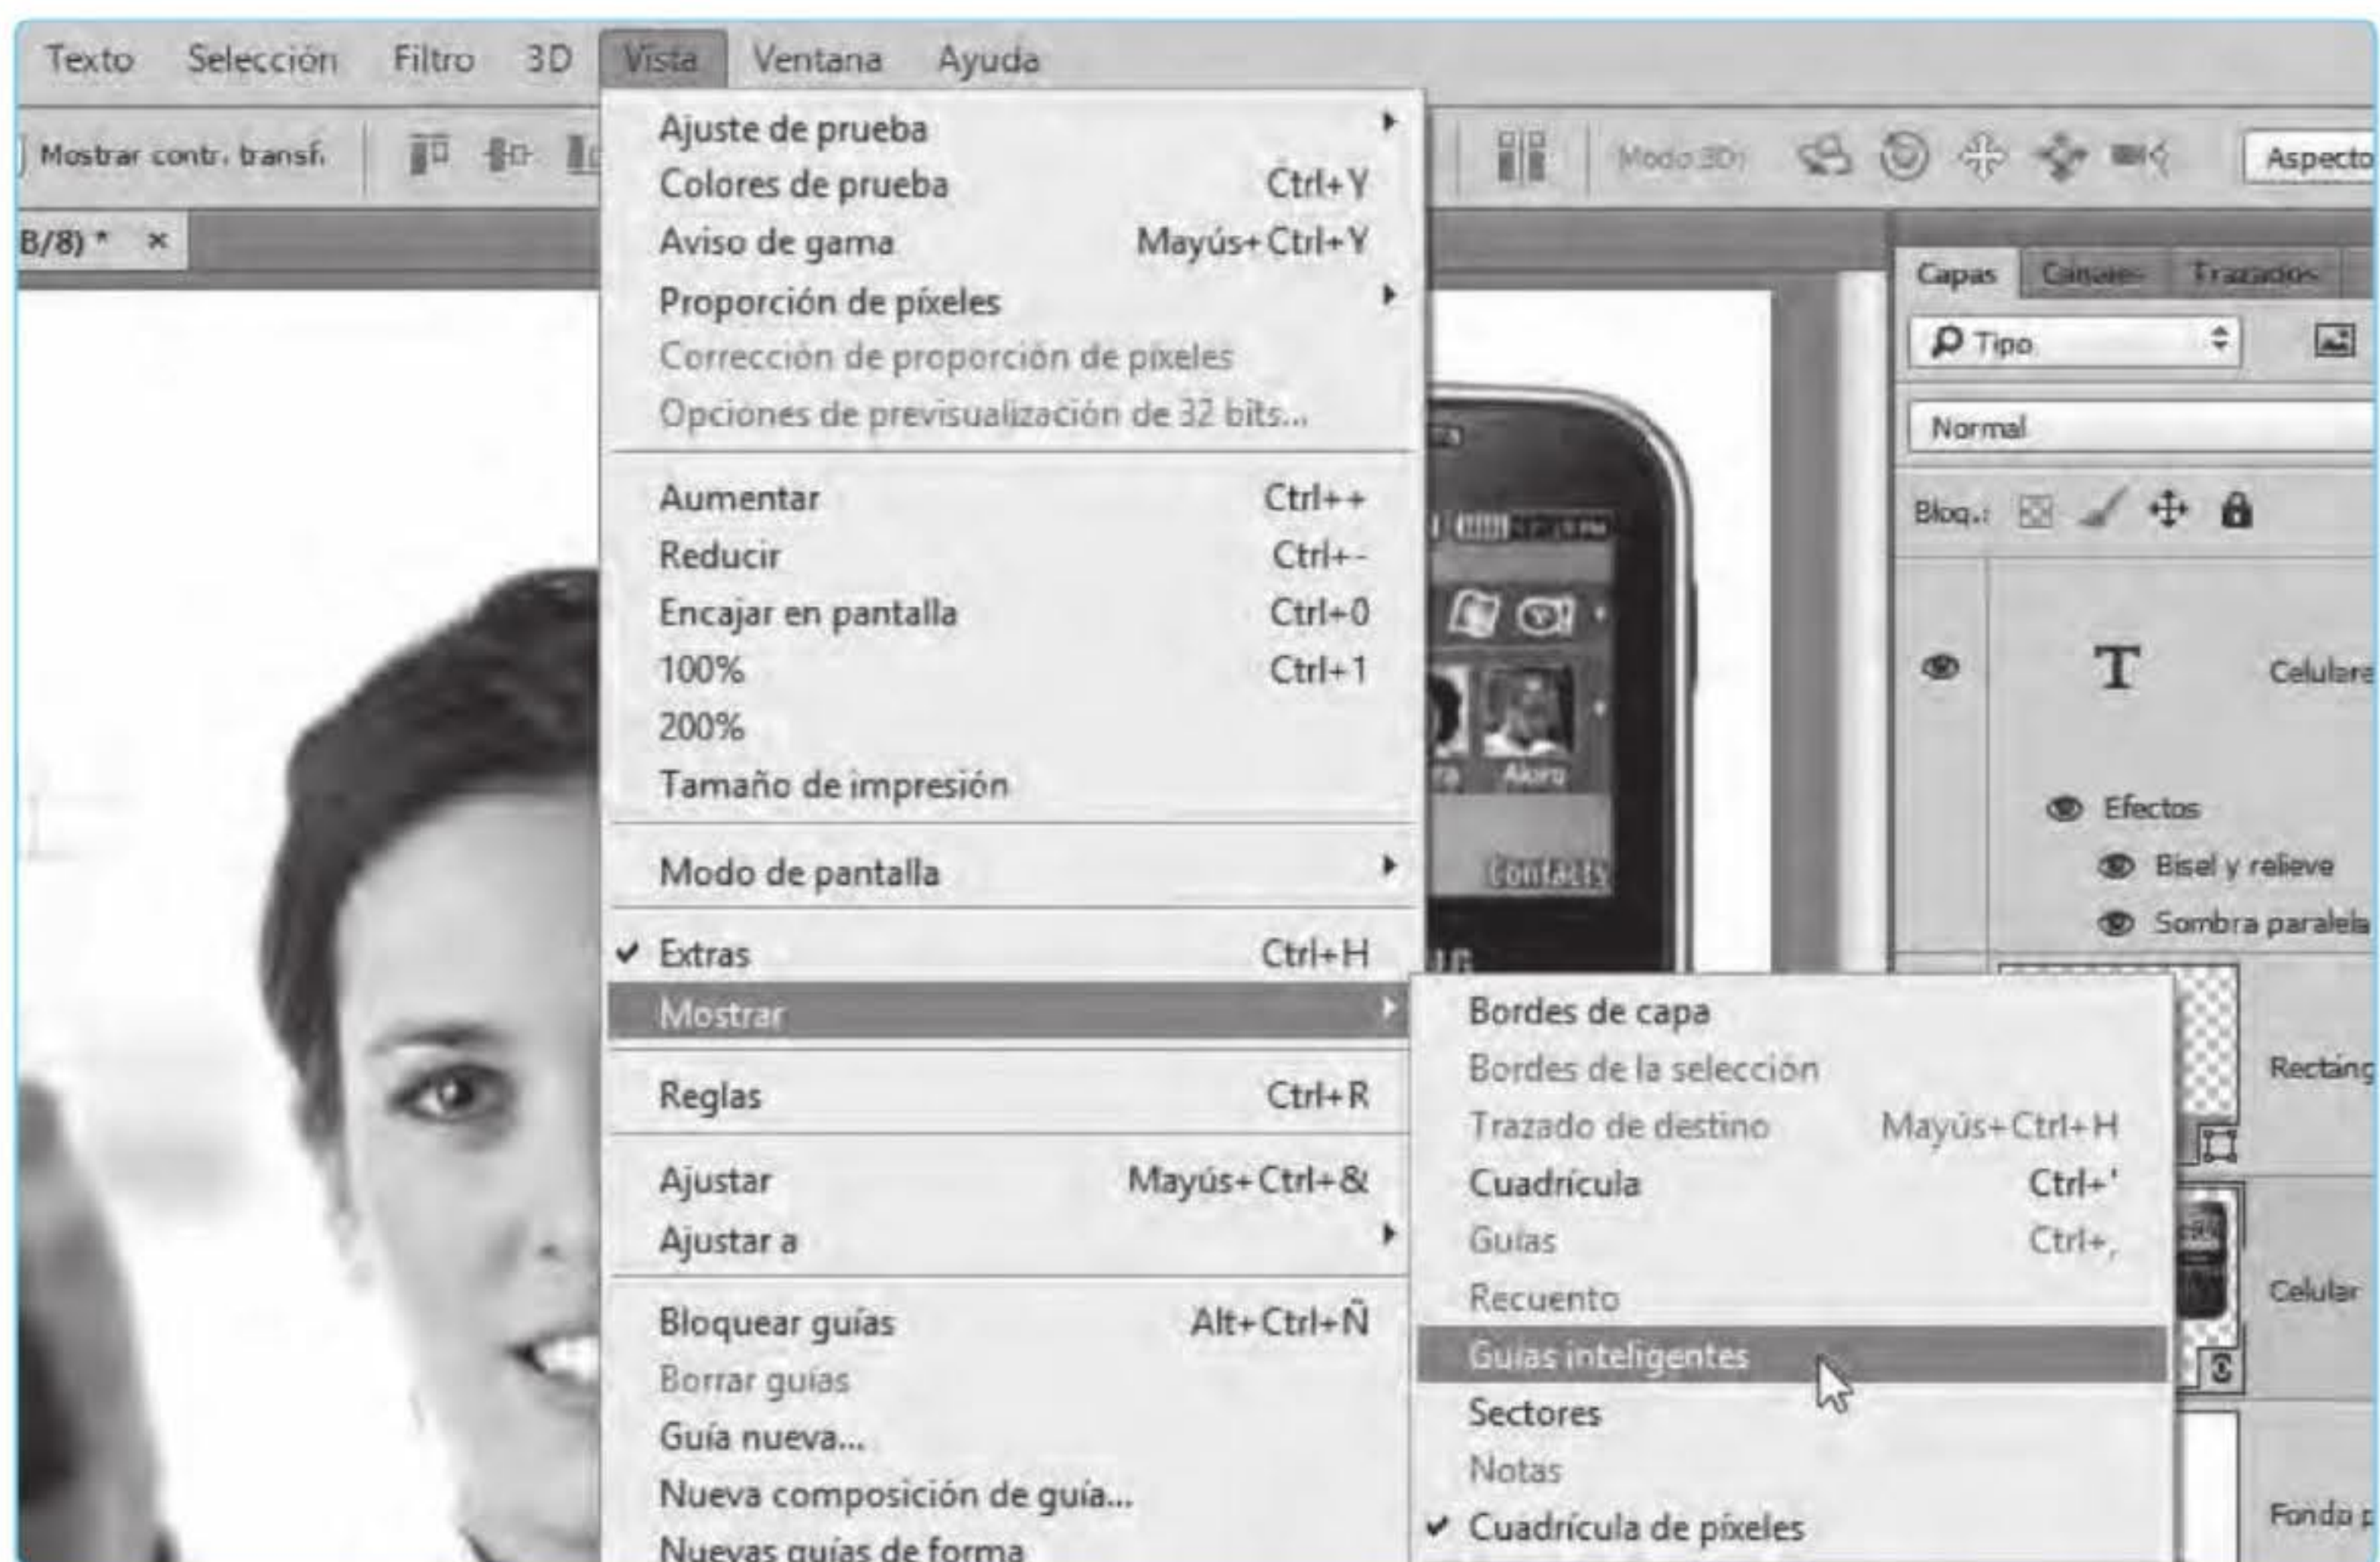 Texto Selección Filtro 3D Vista Ventana Ayuda
Mostrar contr. transf. Modo 3D: Aspecto
B/8) * ×
Ajuste de prueba
Colores de prueba Ctrl+Y
Aviso de gama Mayús+Ctrl+Y
Proporción de píxeles
Corrección de proporción de píxeles
Opciones de previsualización de 32 bits...
Aumentar Ctrl++
Reducir Ctrl+-
Encajar en pantalla Ctrl+0
100% Ctrl+1
200%
Tamaño de impresión
Modo de pantalla
✓ Extras Ctrl+H
Mostrar
Reglas Ctrl+R
Ajustar Mayús+Ctrl+&
Ajustar a
Bloquear guías Alt+Ctrl+Ñ
Borrar guías
Guía nueva...
Nueva composición de guía...
Nuevas guías de forma
Bordes de capa
Bordes de la selección
Trazado de destino Mayús+Ctrl+H
Cuadrícula Ctrl+'
Guías Ctrl+,
Recuento
Guías inteligentes
Sectores
Notas
✓ Cuadrícula de píxeles
Akira
Contacts
Capas Canales Trazados
Tipo
Normal
Bloq.:
T Celulare
Efectos
Bisel y relieve
Sombra paralela
Rectáng
Celular
Fondo p